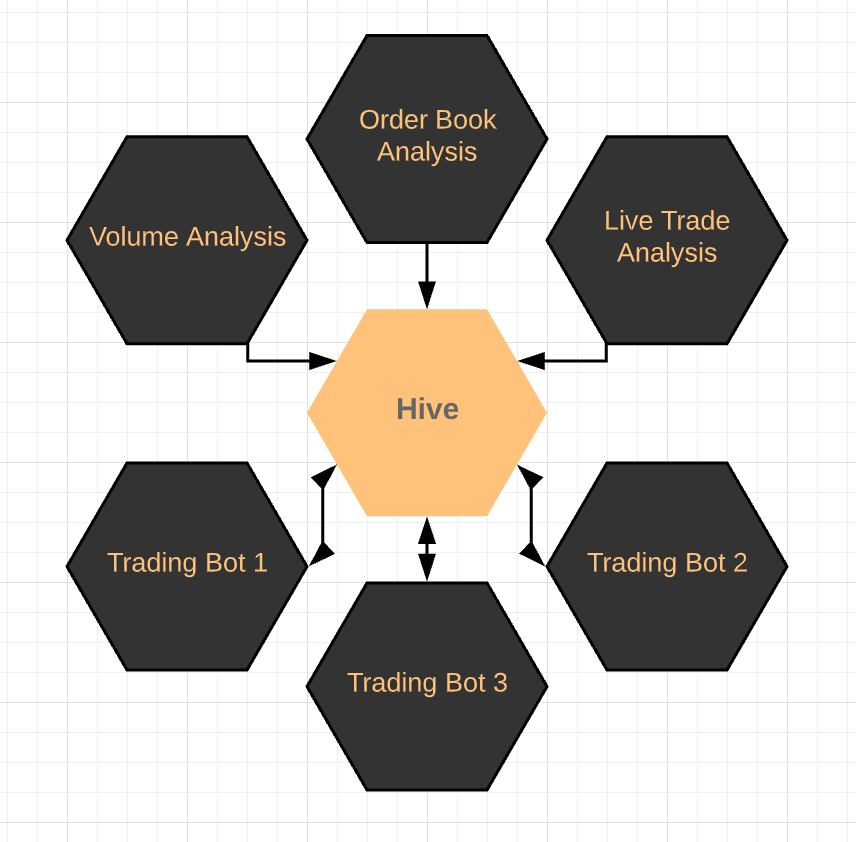 Order Book
Analysis
Volume Analysis
Live Trade
Analysis
Hive
Trading Bot 1
Trading Bot 2
Trading Bot 3